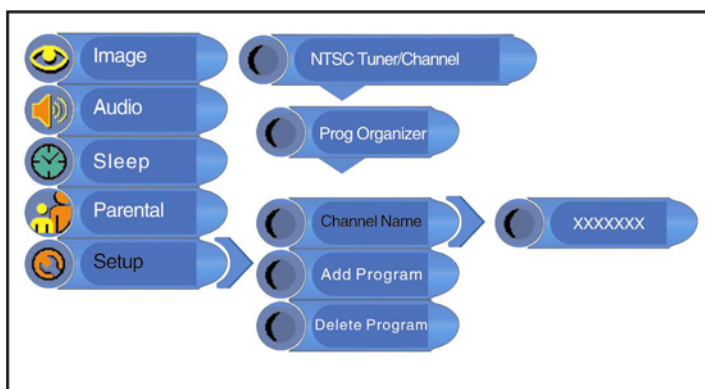 Image
Audio
Sleep
Parental
Setup
NTSC Tuner/Channel
Prog Organizer
Channel Name
Add Program
Delete Program
XXXXXXX